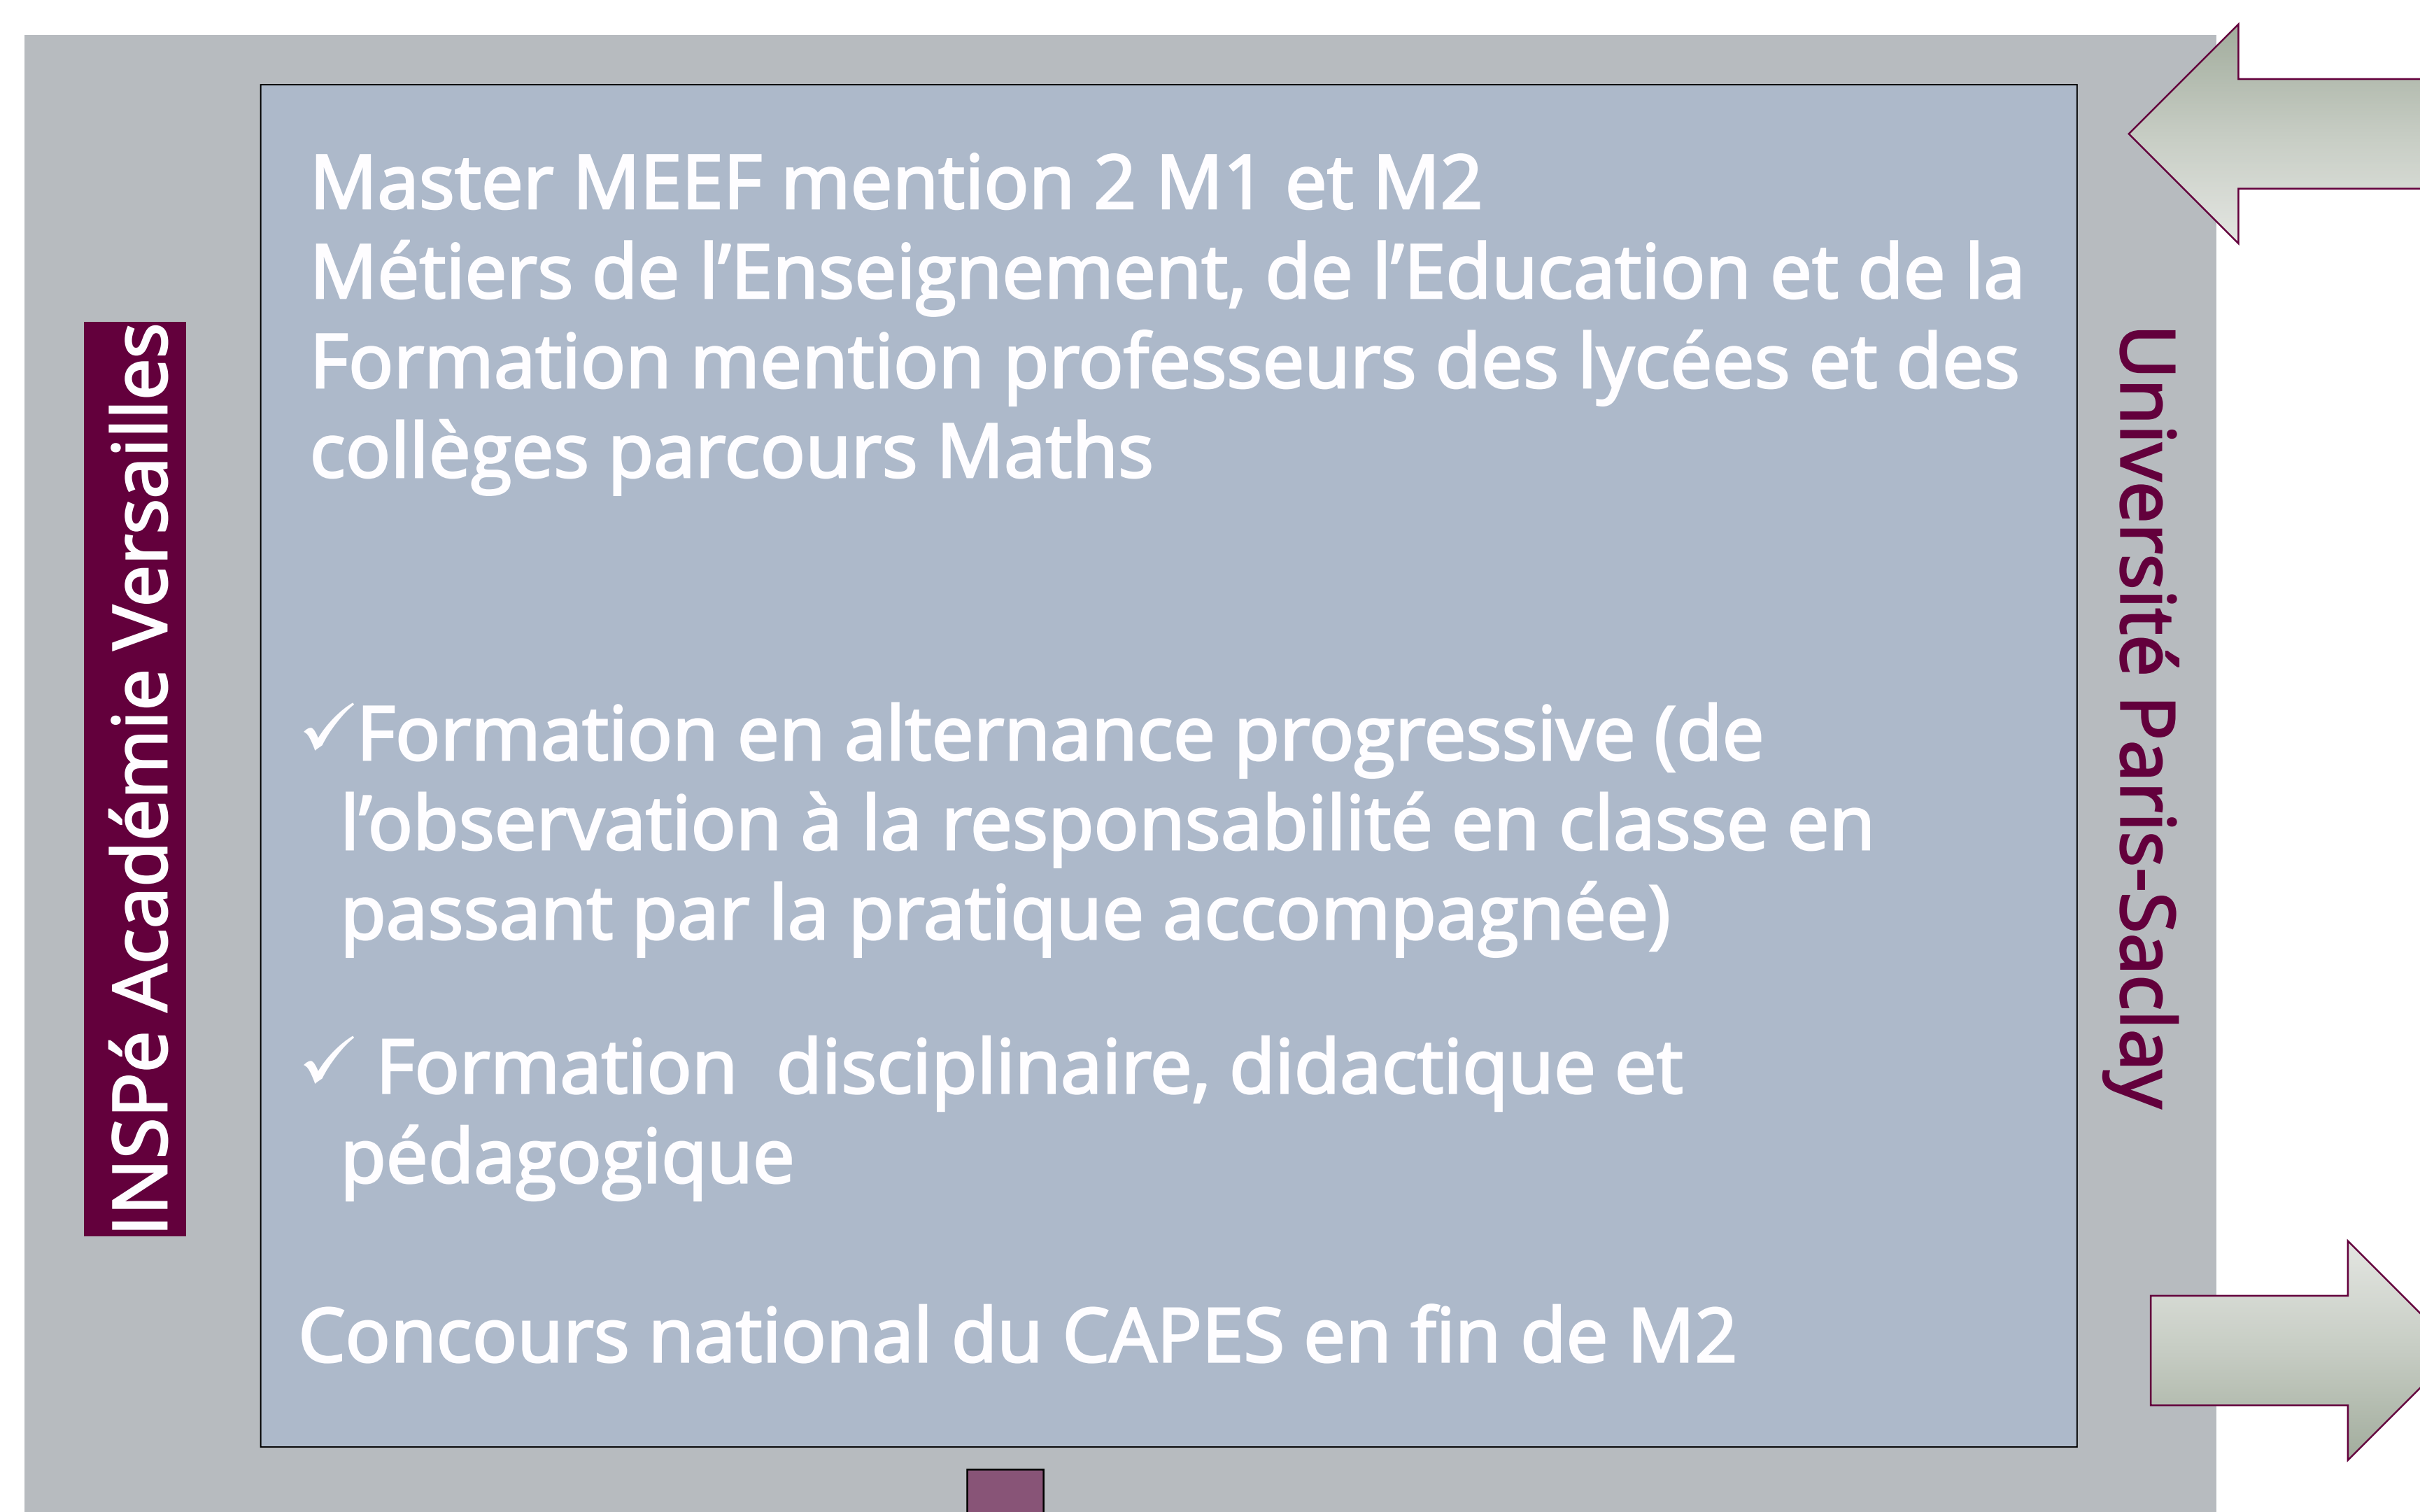 INSPé Académie Versailles
Master MEEF mention 2 M1 et M2
Métiers de l’Enseignement, de l’Education et de la
Formation mention professeurs des lycées et des
collèges parcours Maths
✓Formation en alternance progressive (de
l’observation à la responsabilité en classe en
passant par la pratique accompagnée)
✓ Formation disciplinaire, didactique et
pédagogique
Concours national du CAPES en fin de M2
Université Paris-Saclay